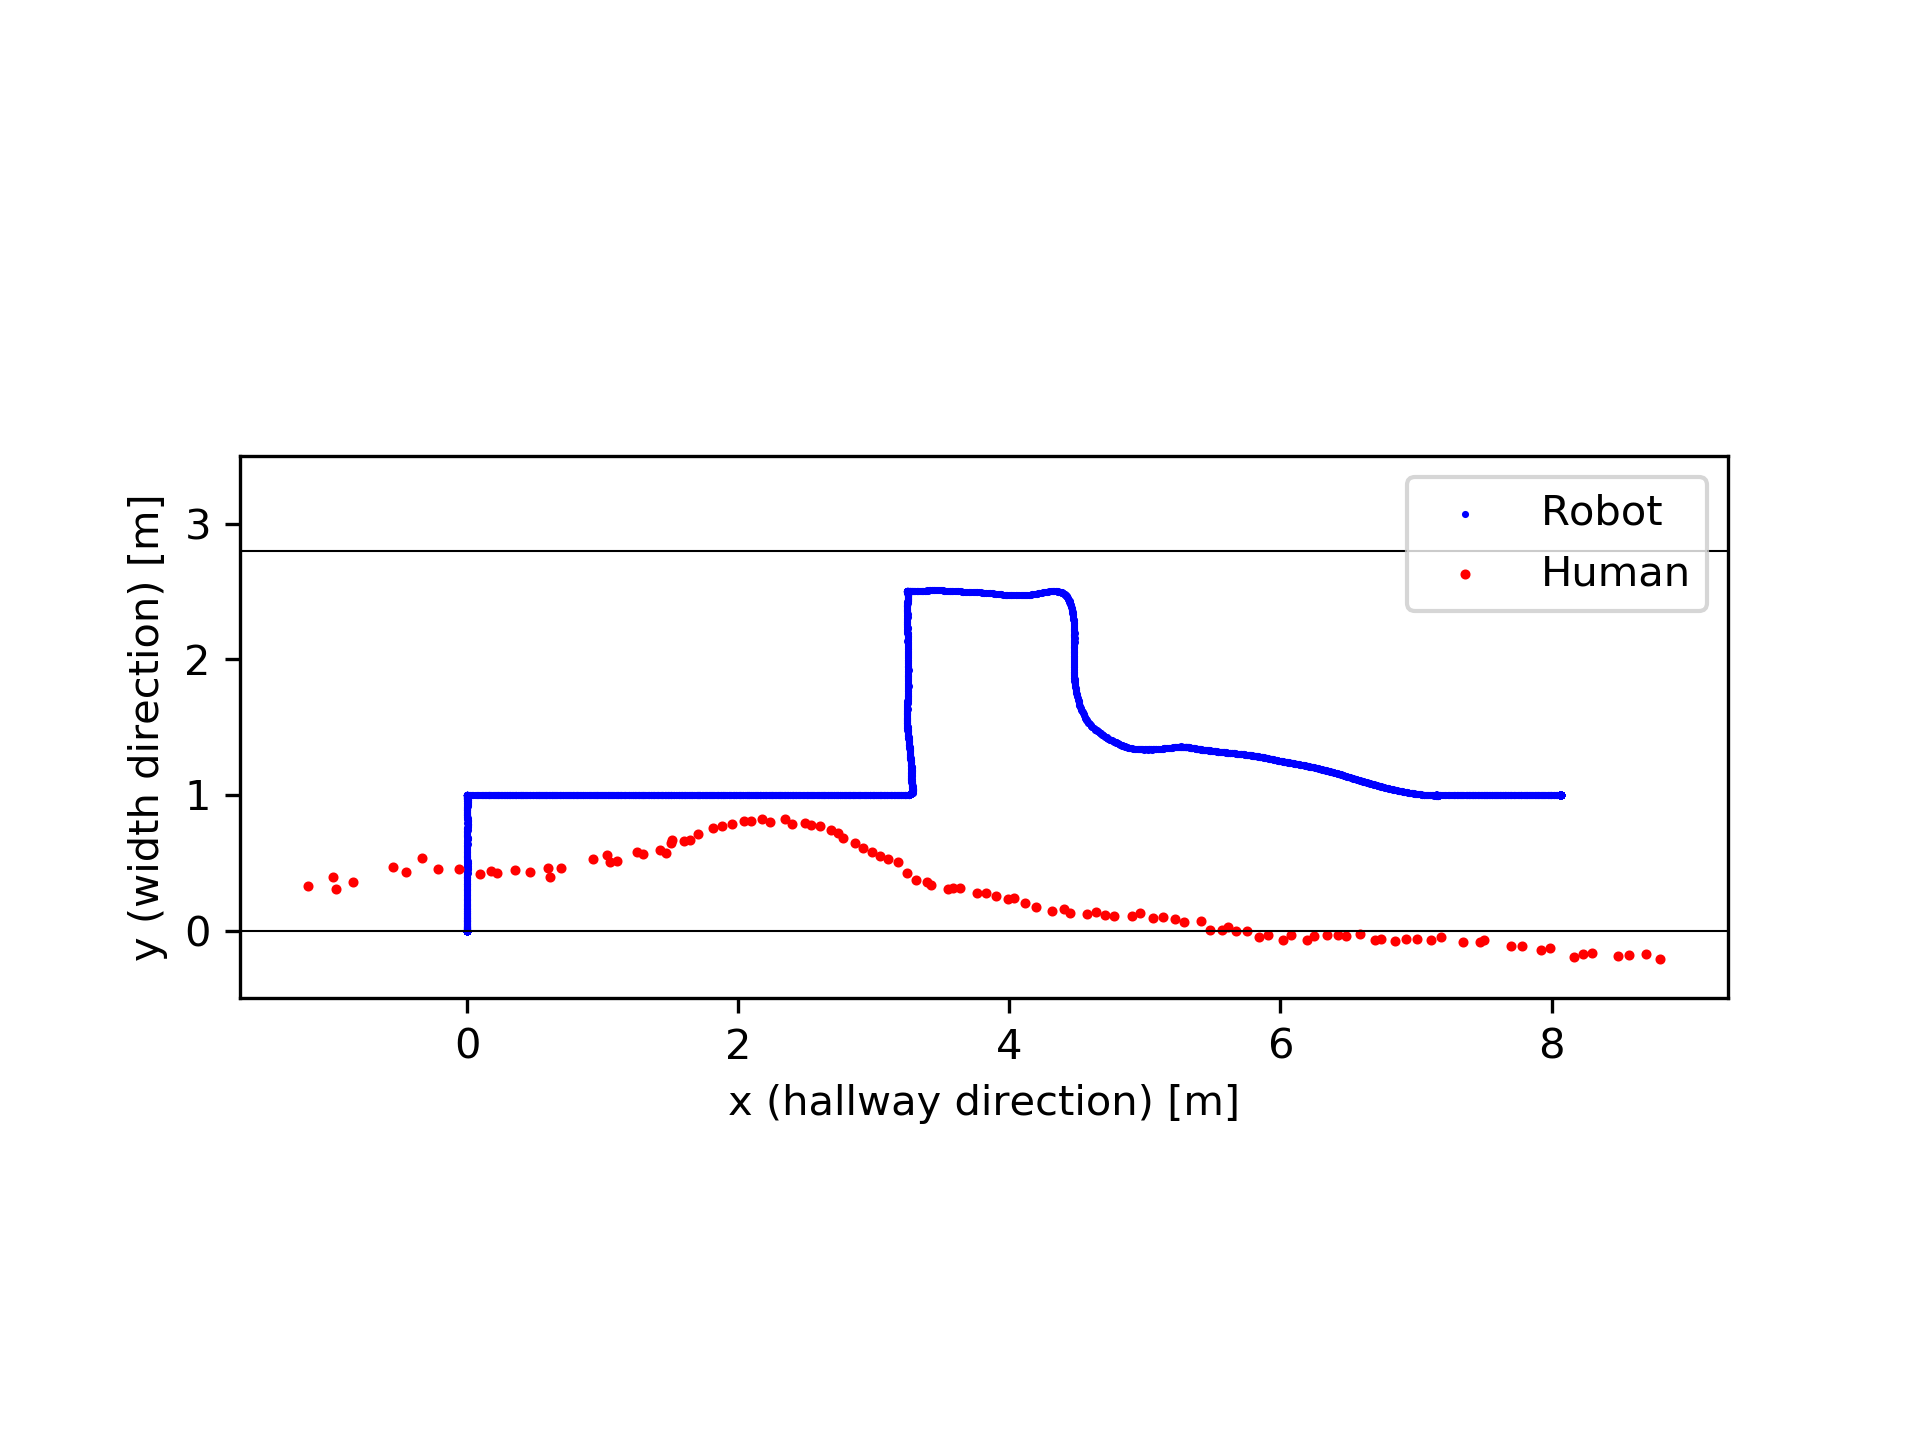 3
2
1
0
y (width direction) [m]
Robot
Human
0 2 4 6 8
x (hallway direction) [m]